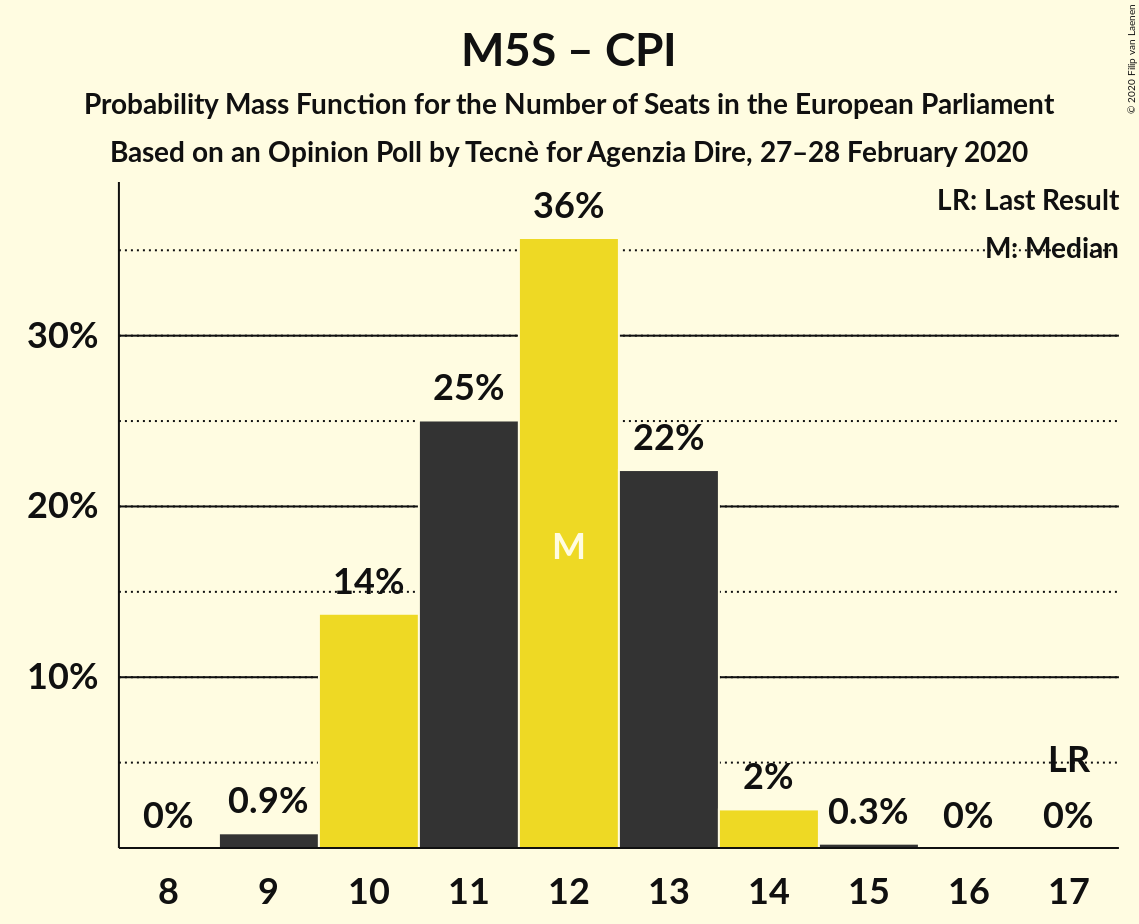 M5S – CPI
Probability Mass Function for the Number of Seats in the European Parliament
Based on an Opinion Poll by Tecnè for Agenzia Dire, 27–28 February 2020
© 2020 Filip van Laenen
LR: Last Result
M: Median
36%
30%
25%
22%
20%
M
14%
10%
LR
2%
0%
0.9%
0.3%
0%
0%
8 9 10 11 12 13 14 15 16 17